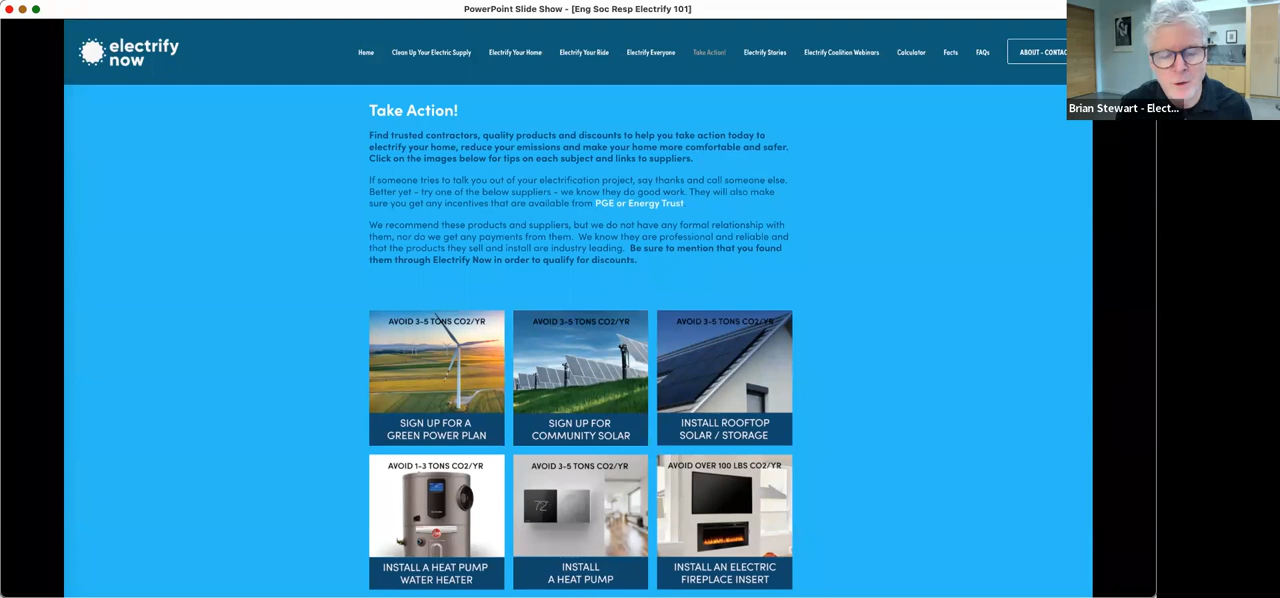 PowerPoint Slide Show - [Eng Soc Resp Electrify 101]
electrify
now
Home
Clean Up Your Electric Supply
Electrify Your Home
Electrify Your Ride
Electrify Everyone
Take Action!
Electrify Stories
Electrify Coalition Webinars
Calculator
Facts
FAQs
ABOUT - CONTAC
Brian Stewart - Elect...
Take Action!
Find trusted contractors, quality products and discounts to help you take action today to
electrify your home, reduce your emissions and make your home more comfortable and safer.
Click on the images below for tips on each subject and links to suppliers.
If someone tries to talk you out of your electrification project, say thanks and call someone else.
Better yet - try one of the below suppliers - we know they do good work. They will also make
sure you get any incentives that are available from PGE or Energy Trust
We recommend these products and suppliers, but we do not have any formal relationship with
them, nor do we get any payments from them. We know they are professional and reliable and
that the products they sell and install are industry leading. Be sure to mention that you found
them through Electrify Now in order to qualify for discounts.
AVOID 3-5 TONS CO2/YR
SIGN UP FOR A
GREEN POWER PLAN
AVOID 3-5 TONS CO2/YR
SIGN UP FOR
COMMUNITY SOLAR
AVOID 3-5 TONS CO2/YR
INSTALL ROOFTOP
SOLAR / STORAGE
AVOID 1-3 TONS CO2/YR
INSTALL A HEAT PUMP
WATER HEATER
AVOID 3-5 TONS CO2/YR
72
INSTALL
A HEAT PUMP
AVOID OVER 100 LBS CO2/YR
INSTALL AN ELECTRIC
FIREPLACE INSERT